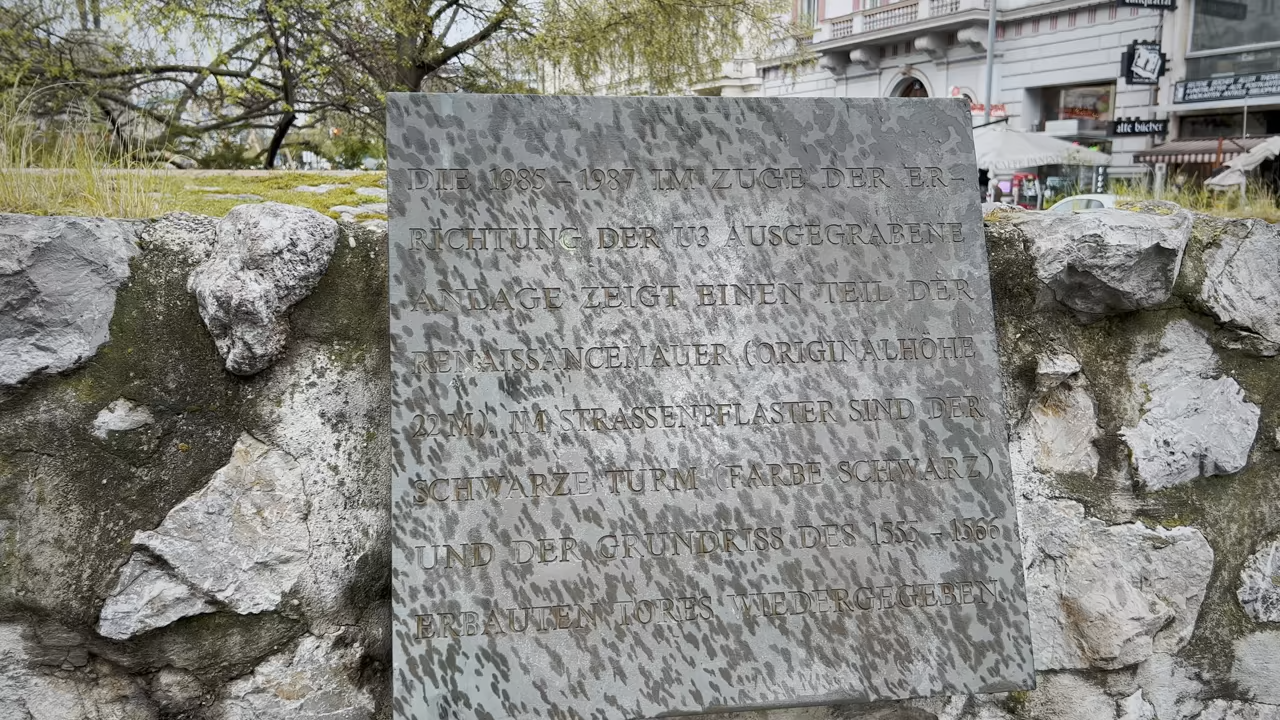 DIE 1985 – 1987 IM ZUGE DER ER-
RICHTUNG DER U3 AUSGEGRABENE
ANLAGE ZEIGT EINEN TEIL DER
RENAISSANCEMAUER (ORIGINALHÖHE
22 M). IM STRASSENPFLASTER SIND DER
SCHWARZE TURM (FARBE SCHWARZ)
UND DER GRUNDRISS DES 1555 – 1566
ERBAUTEN TORES WIEDERGEGEBEN
alte bücher